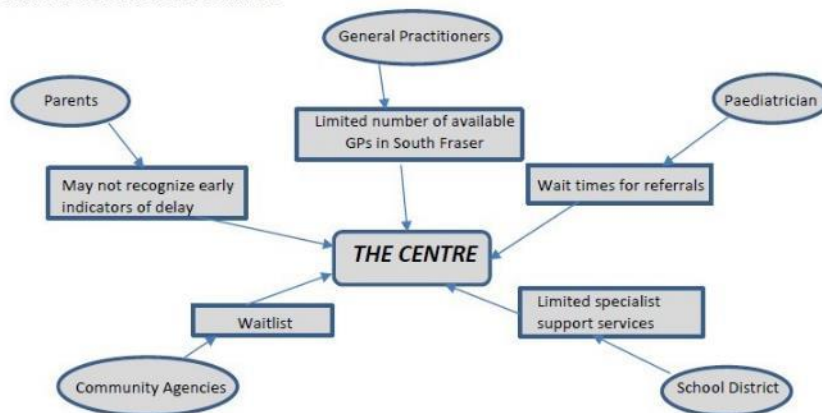 General Practitioners
Parents
Paediatrician
Limited number of available
GPs in South Fraser
May not recognize early
indicators of delay
Wait times for referrals
THE CENTRE
Waitlist
Limited specialist
support services
Community Agencies
School District